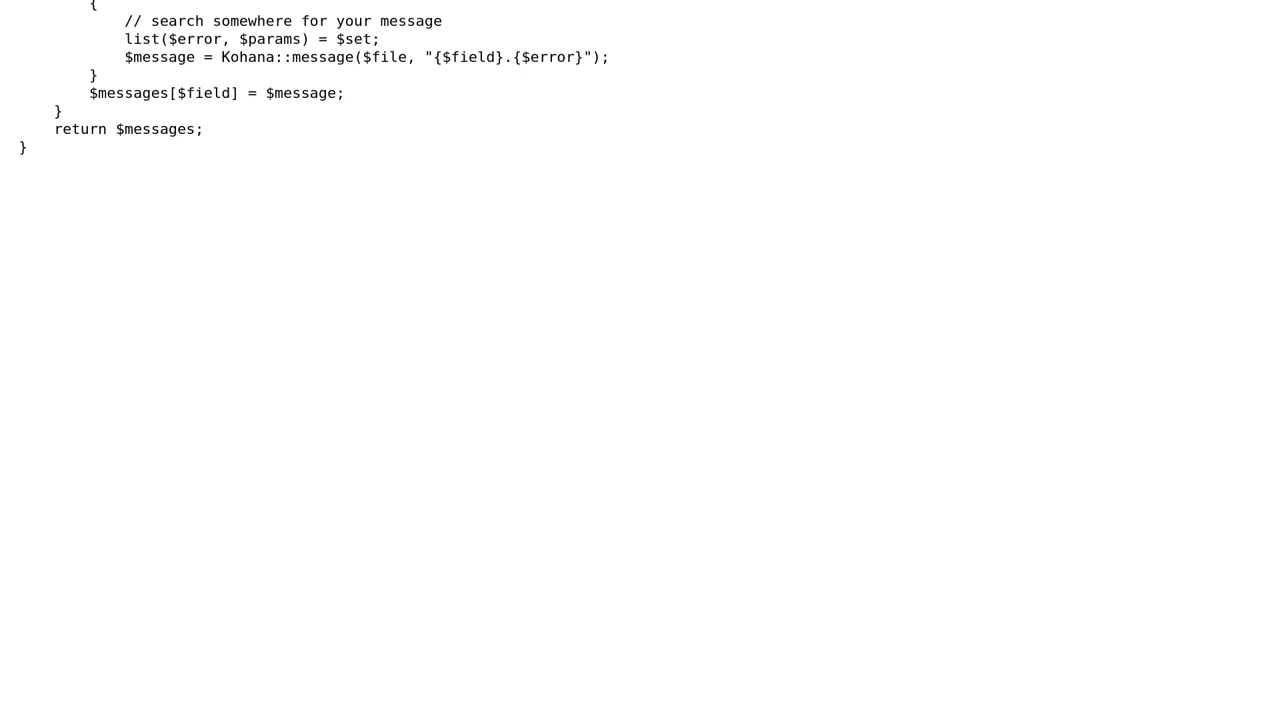 {
            // search somewhere for your message
            list($error, $params) = $set;
            $message = Kohana::message($file, "{$field}.{$error}");
        }
        $messages[$field] = $message;
    }
    return $messages;
}